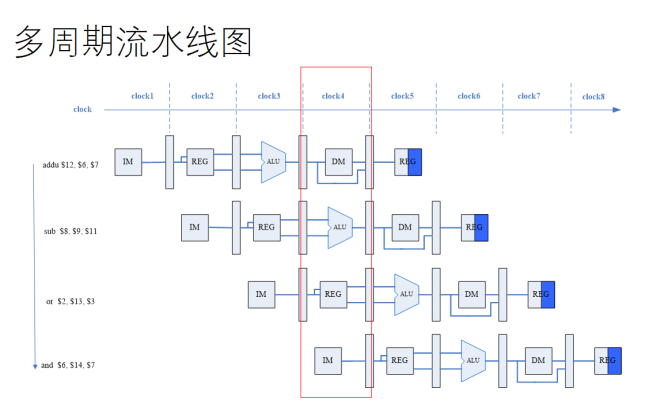 多周期流水线图
clock1 clock2 clock3 clock4 clock5 clock6 clock7 clock8
clock
addu $12, $6, $7 IM REG ALU DM REG
sub $8, $9, $11 IM REG ALU DM REG
or $2, $13, $3 IM REG ALU DM REG
and $6, $14, $7 IM REG ALU DM REG